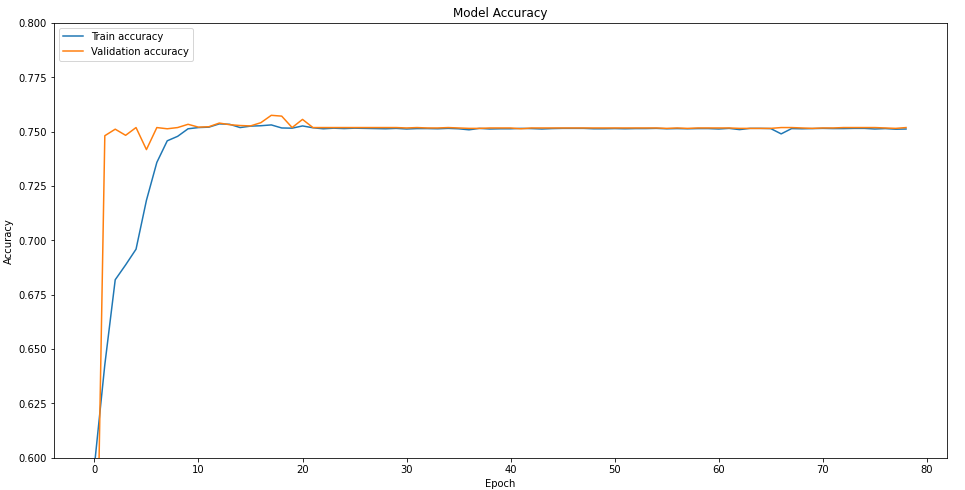 Model Accuracy
Train accuracy
Validation accuracy
0.800
0.775
0.750
0.725
0.700
0.675
0.650
0.625
0.600
Accuracy
0 10 20 30 40 50 60 70 80
Epoch